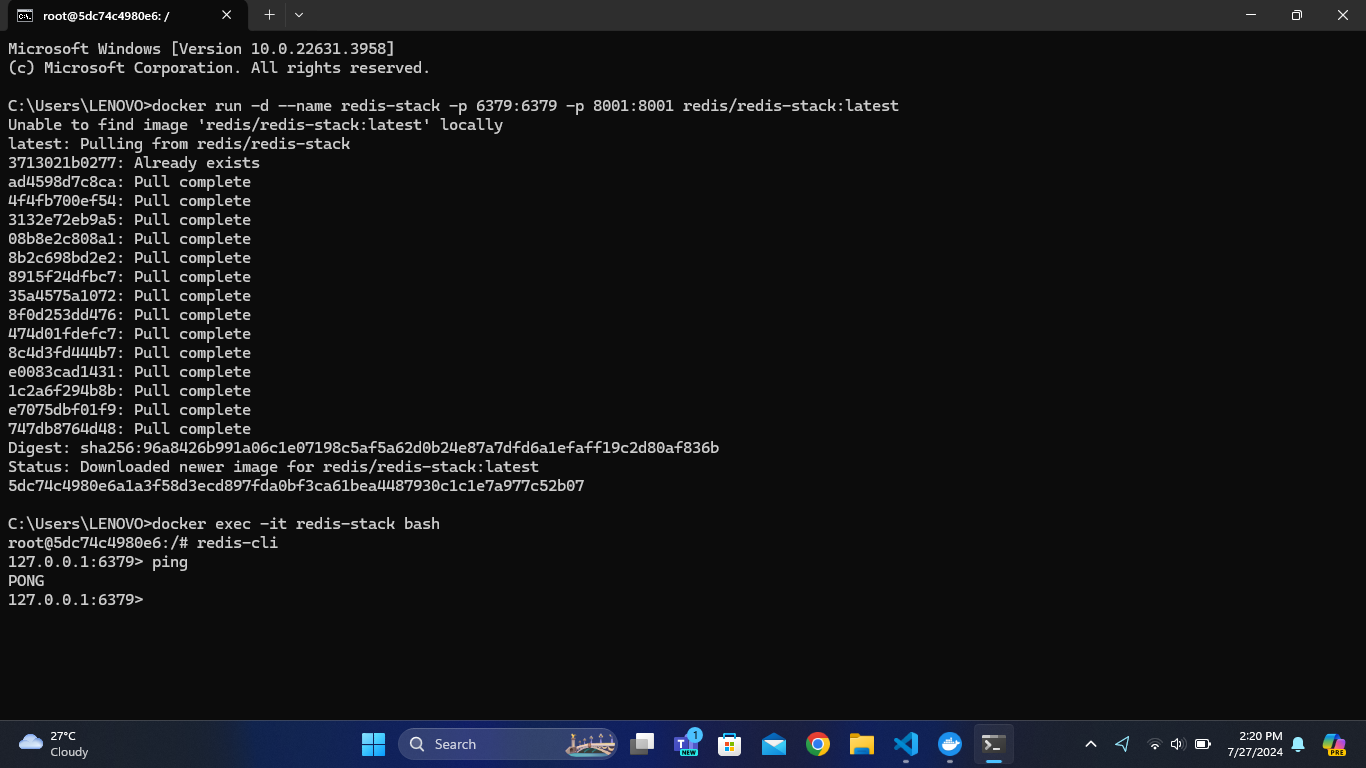 root@5dc74c4980e6: /
Microsoft Windows [Version 10.0.22631.3958]
(c) Microsoft Corporation. All rights reserved.
C:\Users\LENOVO>docker run -d --name redis-stack -p 6379:6379 -p 8001:8001 redis/redis-stack:latest
Unable to find image 'redis/redis-stack:latest' locally
latest: Pulling from redis/redis-stack
3713021b0277: Already exists
ad4598d7c8ca: Pull complete
4f4fb700ef54: Pull complete
3132e72eb9a5: Pull complete
08b8e2c808a1: Pull complete
8b2c698bd2e2: Pull complete
8915f24dfbc7: Pull complete
35a4575a1072: Pull complete
8f0d253dd476: Pull complete
474d01fdefc7: Pull complete
8c4d3fd444b7: Pull complete
e0083cad1431: Pull complete
1c2a6f294b8b: Pull complete
e7075dbf01f9: Pull complete
747db8764d48: Pull complete
Digest: sha256:96a8426b991a06c1e07198c5af5a62d0b24e87a7dfd6a1efaff19c2d80af836b
Status: Downloaded newer image for redis/redis-stack:latest
5dc74c4980e6a1a3f58d3ecd897fda0bf3ca61bea4487930c1c1e7a977c52b07
C:\Users\LENOVO>docker exec -it redis-stack bash
root@5dc74c4980e6:/# redis-cli
127.0.0.1:6379> ping
PONG
127.0.0.1:6379>
27°C
Cloudy
Search
1
T
NEW
2:20 PM
7/27/2024
PRE